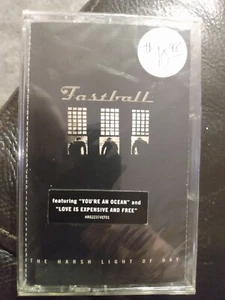 Fastball
featuring "YOU'RE AN OCEAN" and
"LOVE IS EXPENSIVE AND FREE"
THE HARSH LIGHT OF DAY